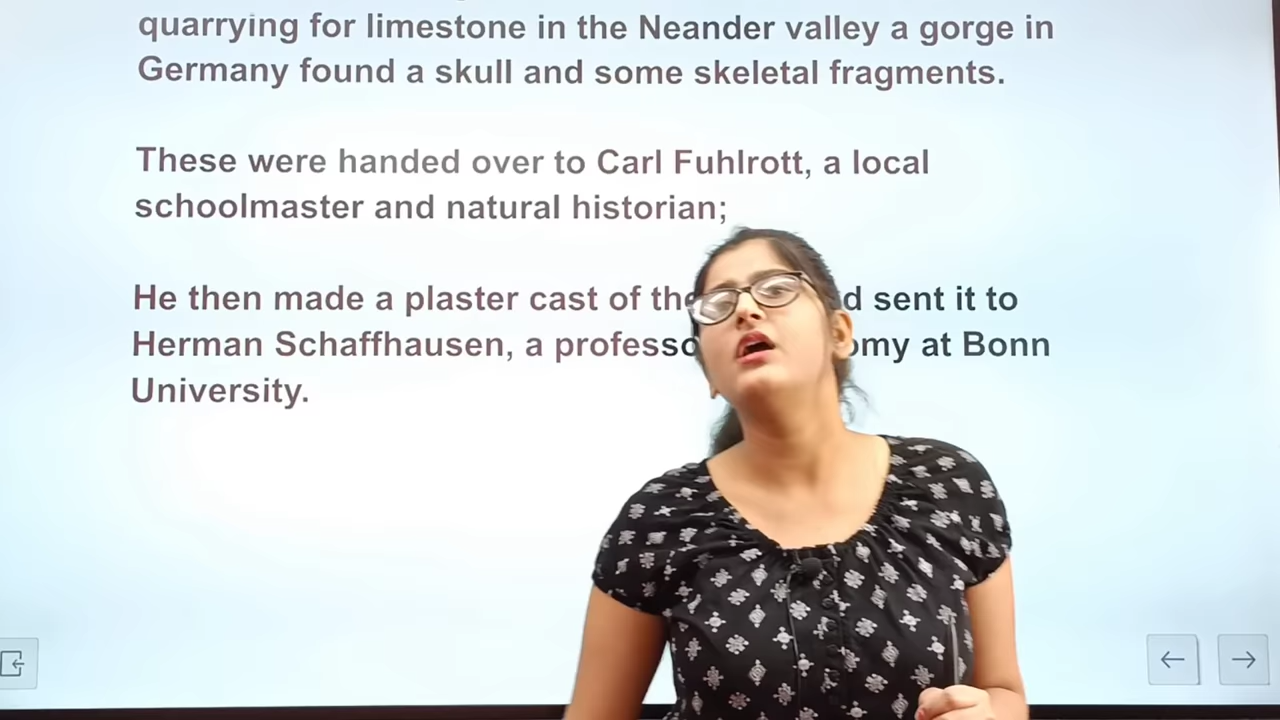 quarrying for limestone in the Neander valley a gorge in
Germany found a skull and some skeletal fragments.
These were handed over to Carl Fuhlrott, a local
schoolmaster and natural historian;
He then made a plaster cast of the d sent it to
Herman Schaffhausen, a professo omy at Bonn
University.